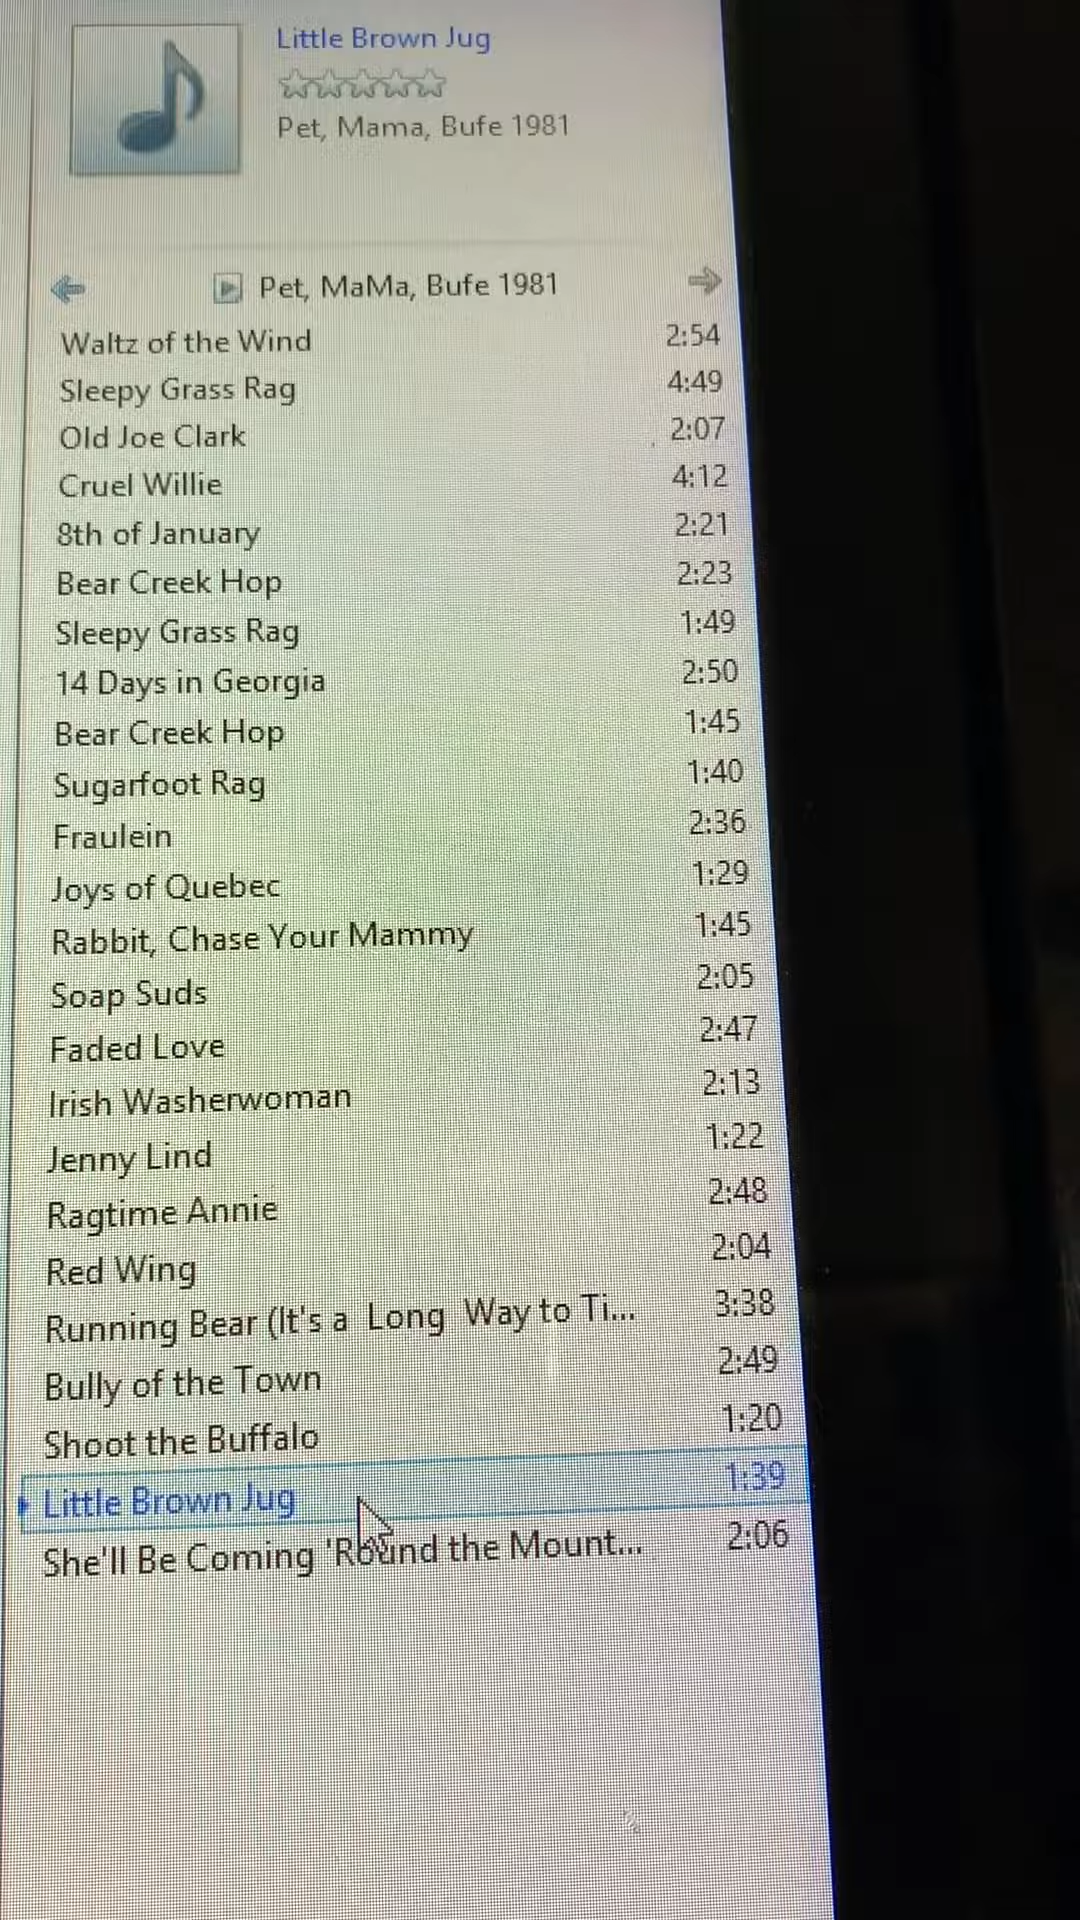 Little Brown Jug
Pet, Mama, Bufe 1981
Pet, MaMa, Bufe 1981
Waltz of the Wind 2:54
Sleepy Grass Rag 4:49
Old Joe Clark 2:07
Cruel Willie 4:12
8th of January 2:21
Bear Creek Hop 2:23
Sleepy Grass Rag 1:49
14 Days in Georgia 2:50
Bear Creek Hop 1:45
Sugarfoot Rag 1:40
Fraulein 2:36
Joys of Quebec 1:29
Rabbit, Chase Your Mammy 1:45
Soap Suds 2:05
Faded Love 2:47
Irish Washerwoman 2:13
Jenny Lind 1:22
Ragtime Annie 2:48
Red Wing 2:04
Running Bear (It's a Long Way to Ti... 3:38
Bully of the Town 2:49
Shoot the Buffalo 1:20
Little Brown Jug 1:39
She'll Be Coming 'Round the Mount... 2:06